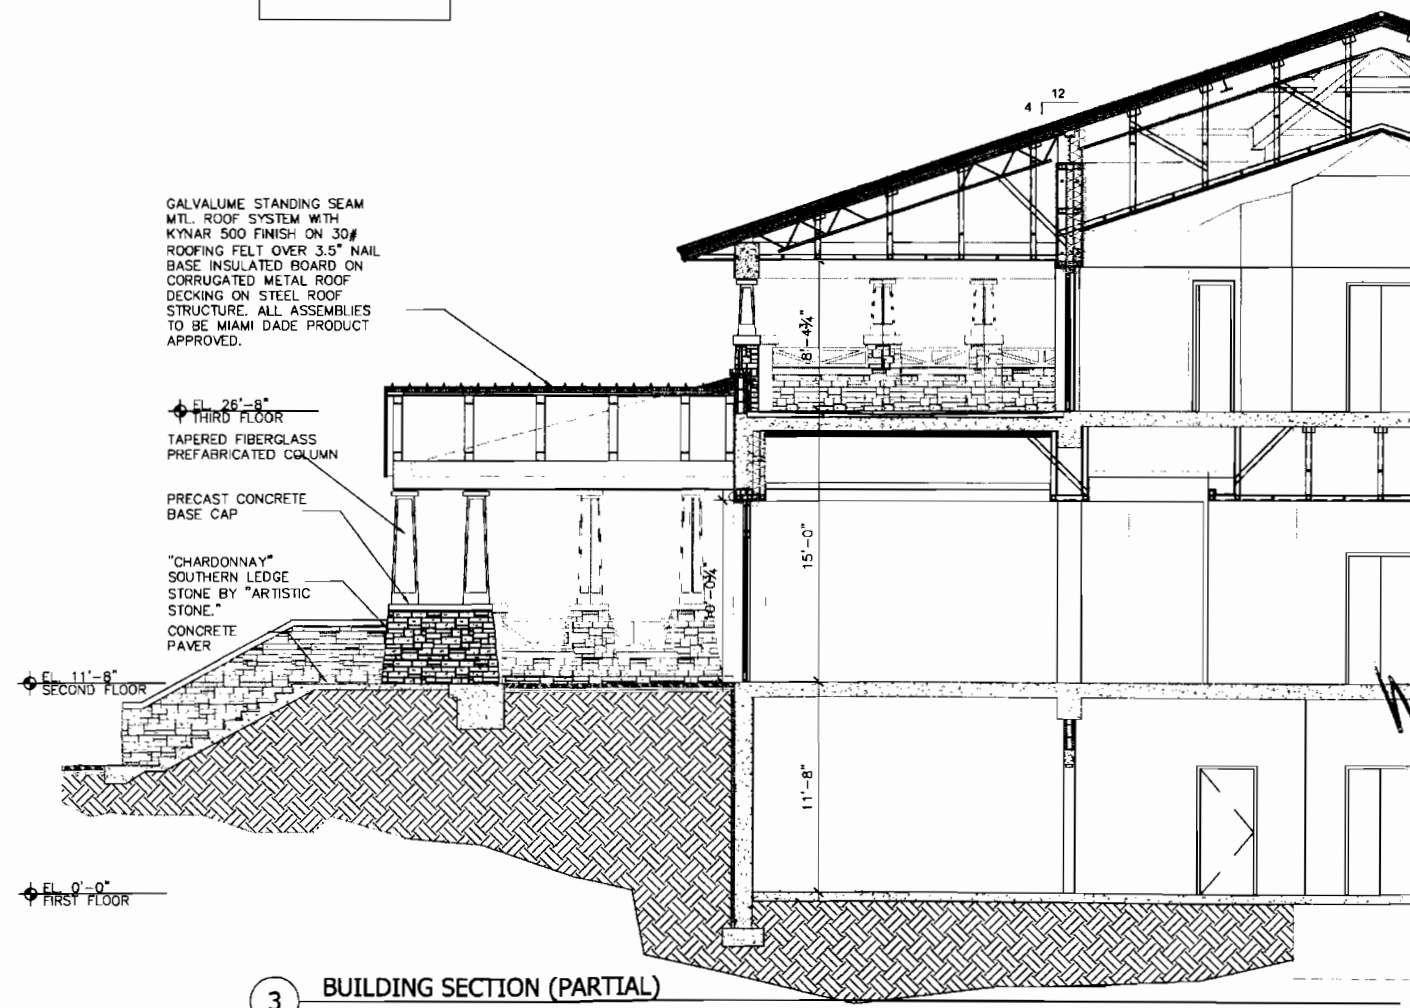 12
4
GALVALUME STANDING SEAM
MTL. ROOF SYSTEM WITH
KYNAR 500 FINISH ON 30#
ROOFING FELT OVER 3.5" NAIL
BASE INSULATED BOARD ON
CORRUGATED METAL ROOF
DECKING ON STEEL ROOF
STRUCTURE. ALL ASSEMBLIES
TO BE MIAMI DADE PRODUCT
APPROVED.
8'-4¾"
EL. 26'-8"
THIRD FLOOR
TAPERED FIBERGLASS
PREFABRICATED COLUMN
PRECAST CONCRETE
BASE CAP
15'-0"
"CHARDONNAY"
SOUTHERN LEDGE
STONE BY "ARTISTIC
STONE."
CONCRETE
PAVER
EL. 11'-8"
SECOND FLOOR
11'-8"
EL. 0'-0"
FIRST FLOOR
3
BUILDING SECTION (PARTIAL)